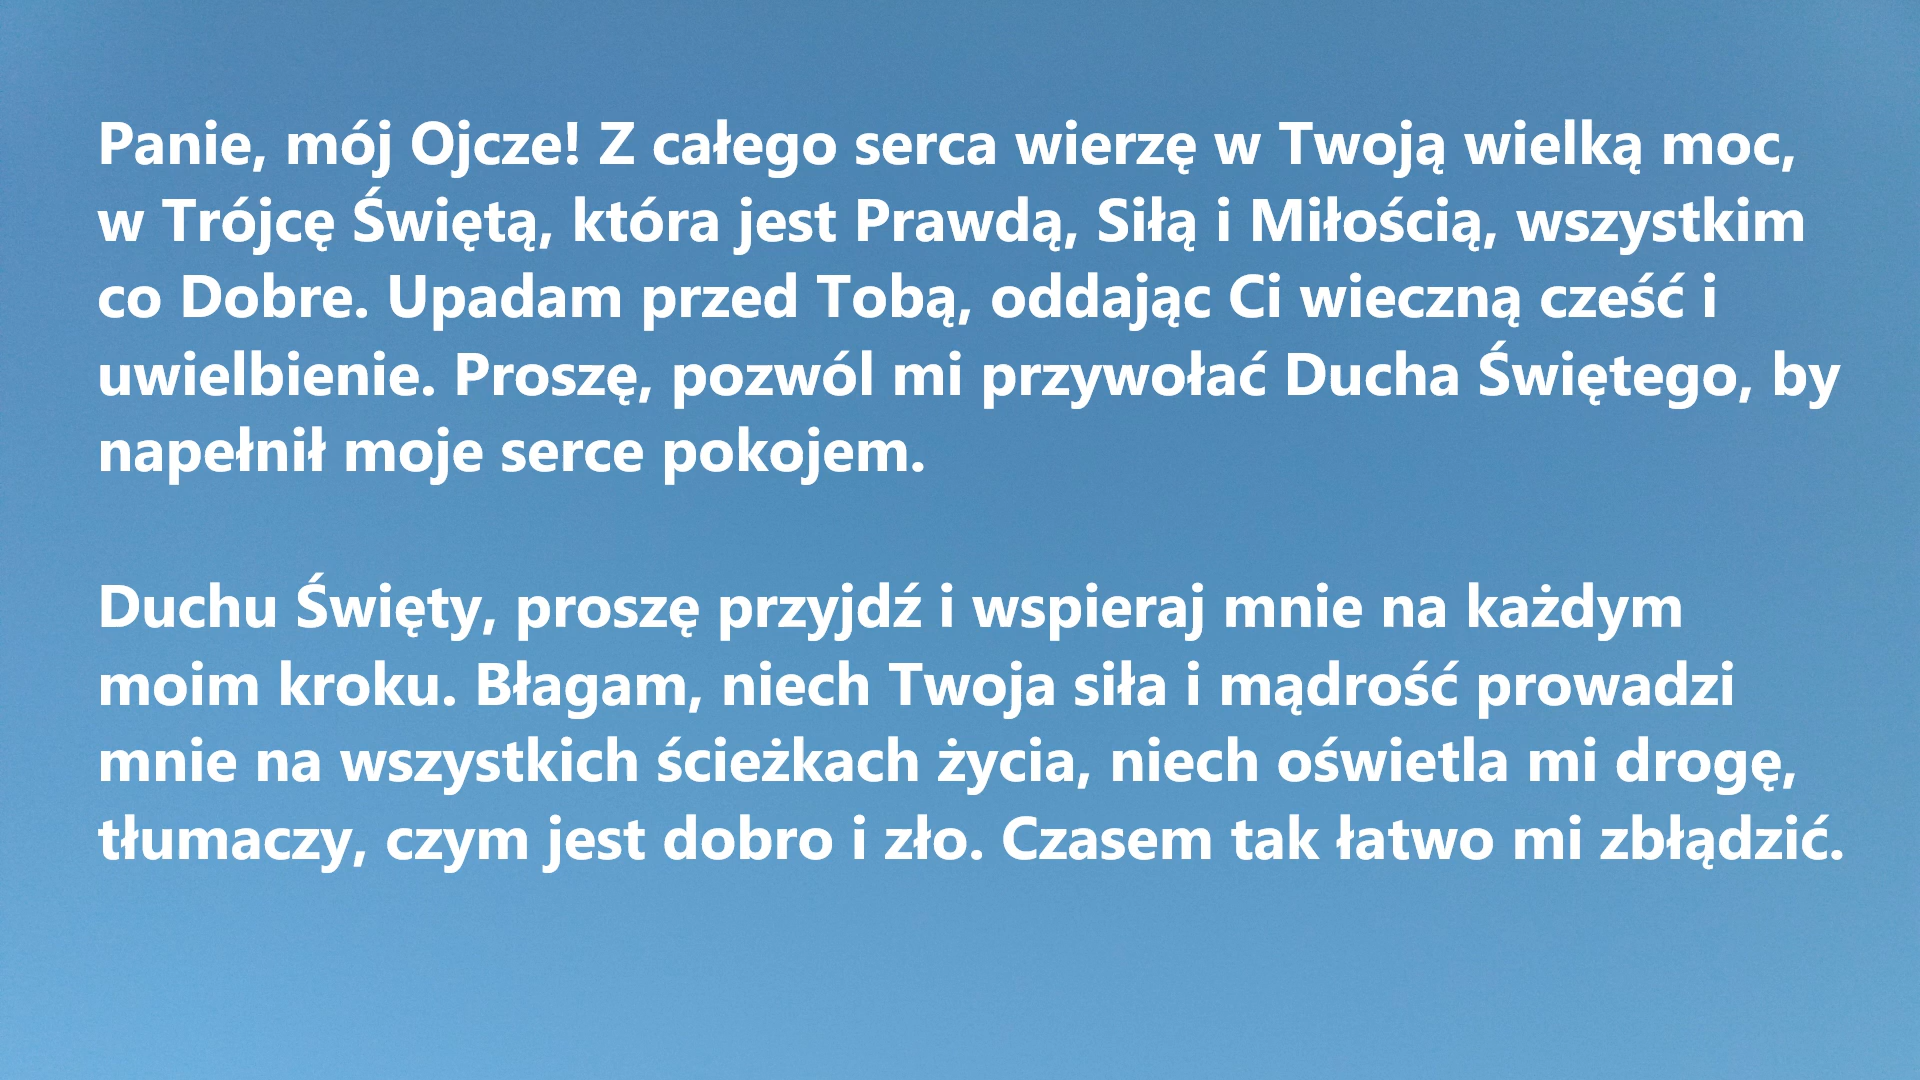 Panie, mój Ojcze! Z całego serca wierzę w Twoją wielką moc,
w Trójcę Świętą, która jest Prawdą, Siłą i Miłością, wszystkim
co Dobre. Upadam przed Tobą, oddając Ci wieczną cześć i
uwielbienie. Proszę, pozwól mi przywołać Ducha Świętego, by
napełnił moje serce pokojem.
Duchu Święty, proszę przyjdź i wspieraj mnie na każdym
moim kroku. Błagam, niech Twoja siła i mądrość prowadzi
mnie na wszystkich ścieżkach życia, niech oświetla mi drogę,
tłumaczy, czym jest dobro i zło. Czasem tak łatwo mi zbłądzić.